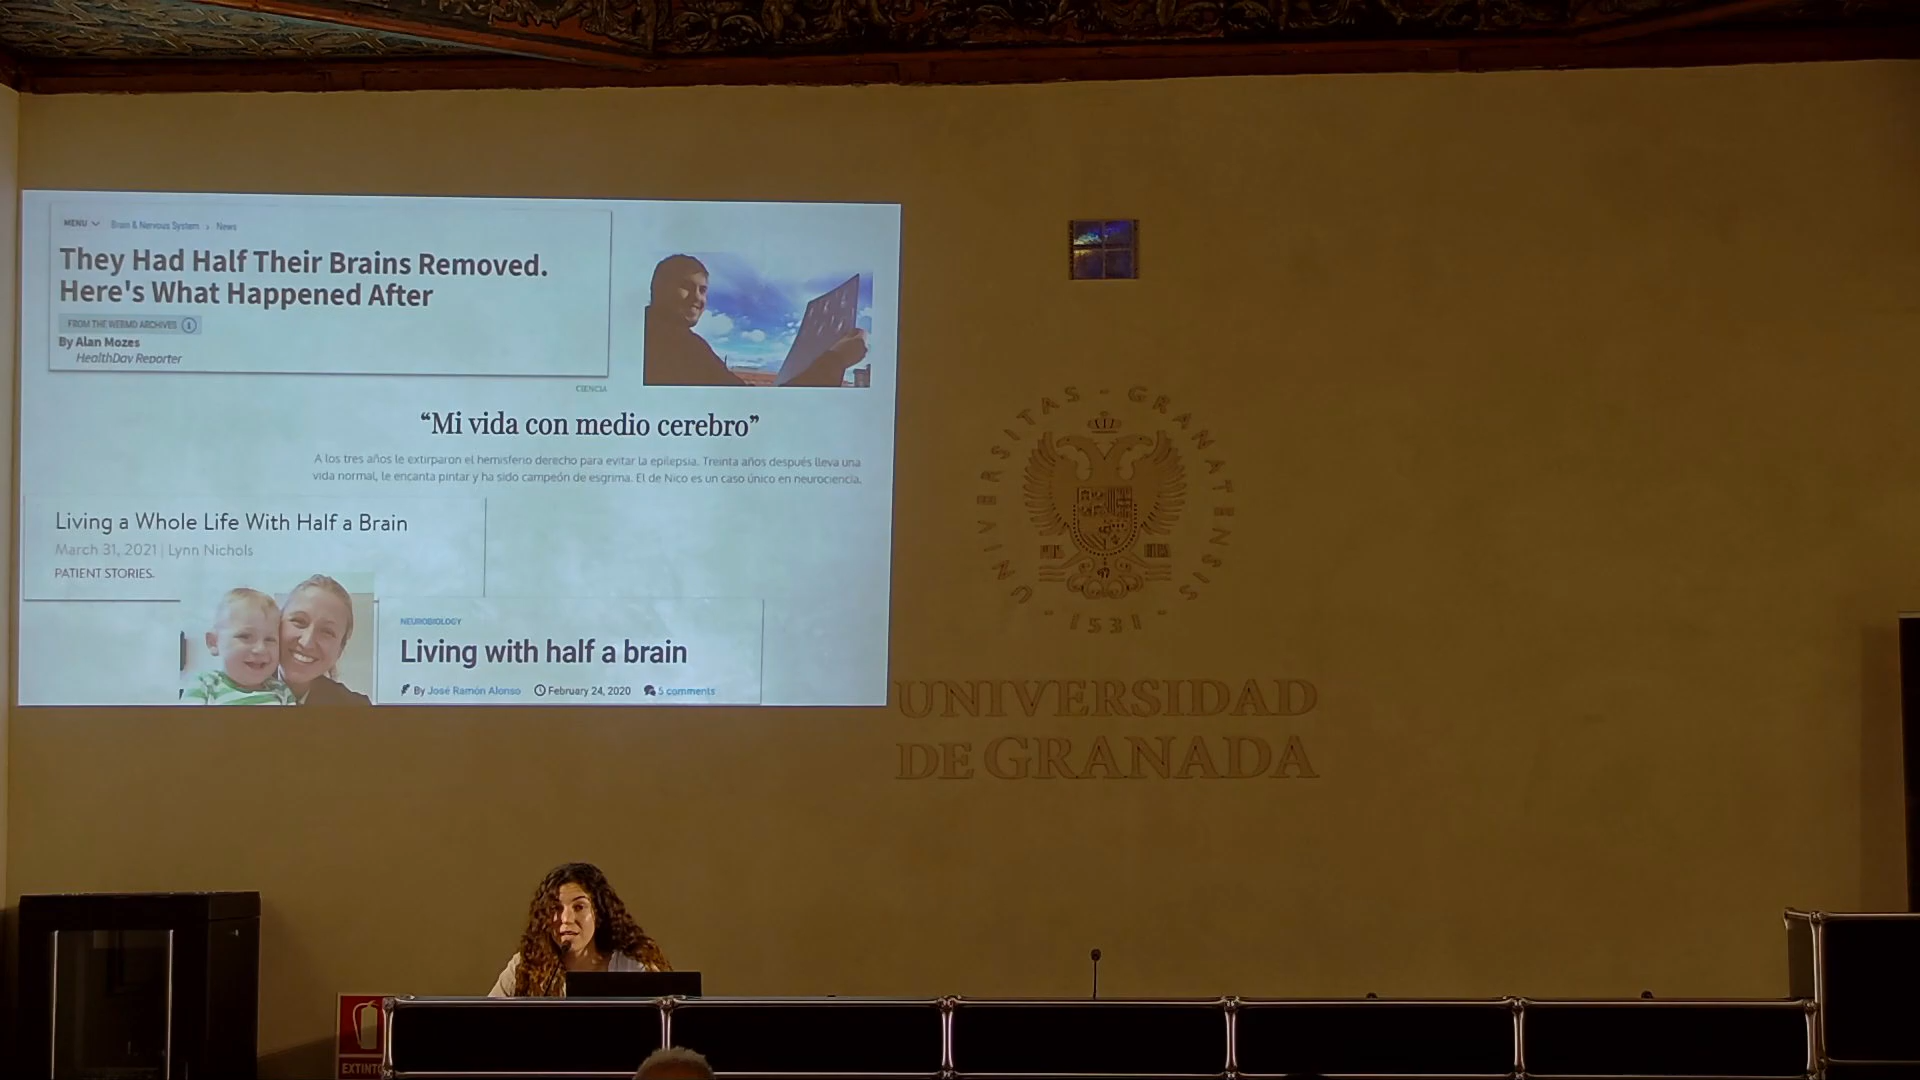 MENU Brain & Nervous System > News
They Had Half Their Brains Removed.
Here's What Happened After
FROM THE WEBMD ARCHIVES
By Alan Mozes
HealthDay Reporter
CIENCIA
“Mi vida con medio cerebro”
A los tres años le extirparon el hemisferio derecho para evitar la epilepsia. Treinta años después lleva una
vida normal, le encanta pintar y ha sido campeón de esgrima. El de Nico es un caso único en neurociencia.
Living a Whole Life With Half a Brain
March 31, 2021 | Lynn Nichols
PATIENT STORIES
NEUROBIOLOGY
Living with half a brain
By José Ramón Alonso February 24, 2020 5 comments
UNIVERSITAS - GRANATENSIS
- 1531 -
UNIVERSIDAD
DE GRANADA
EXTINT